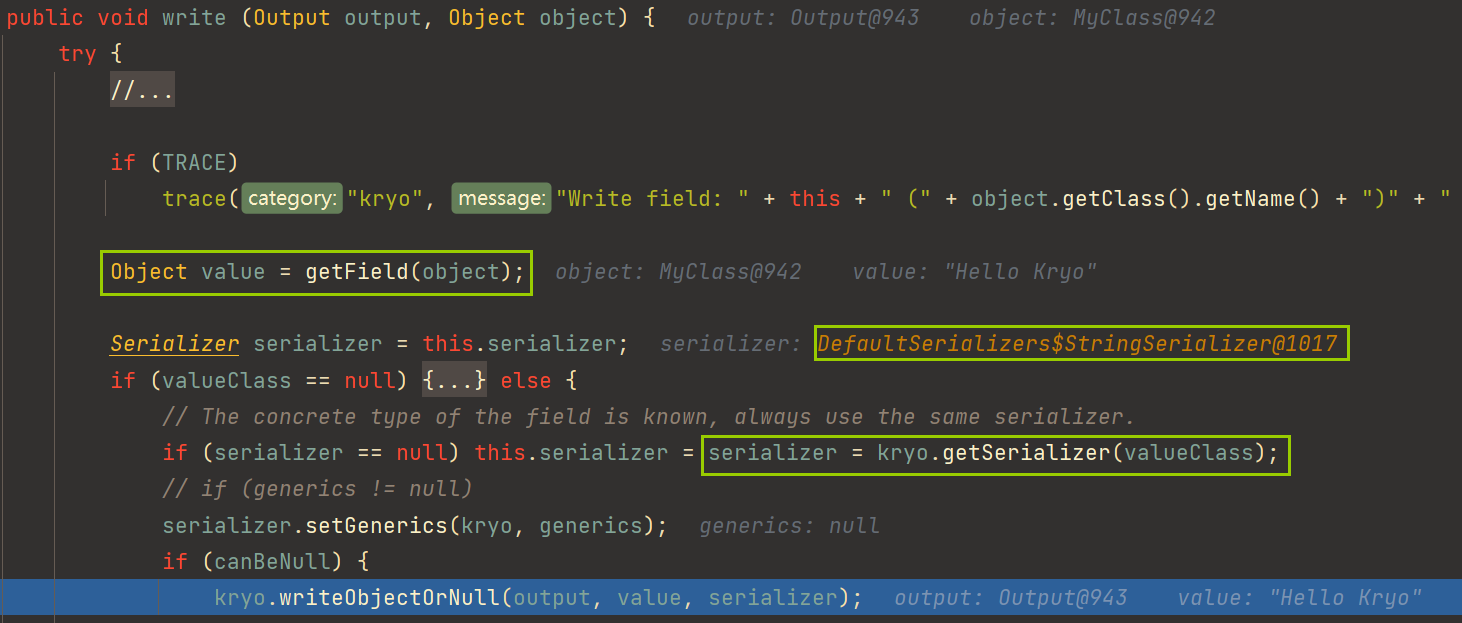 public void write (Output output, Object object) {   output: Output@943    object: MyClass@942
    try {
        //...
        if (TRACE)
            trace( category: "kryo", message: "Write field: " + this + " (" + object.getClass().getName() + ")" + "
        Object value = getField(object);   object: MyClass@942    value: "Hello Kryo"
        Serializer serializer = this.serializer;   serializer: DefaultSerializers$StringSerializer@1017
        if (valueClass == null) {...} else {
            // The concrete type of the field is known, always use the same serializer.
            if (serializer == null) this.serializer = serializer = kryo.getSerializer(valueClass);
            // if (generics != null)
            serializer.setGenerics(kryo, generics);   generics: null
            if (canBeNull) {
                kryo.writeObjectOrNull(output, value, serializer);   output: Output@943    value: "Hello Kryo"